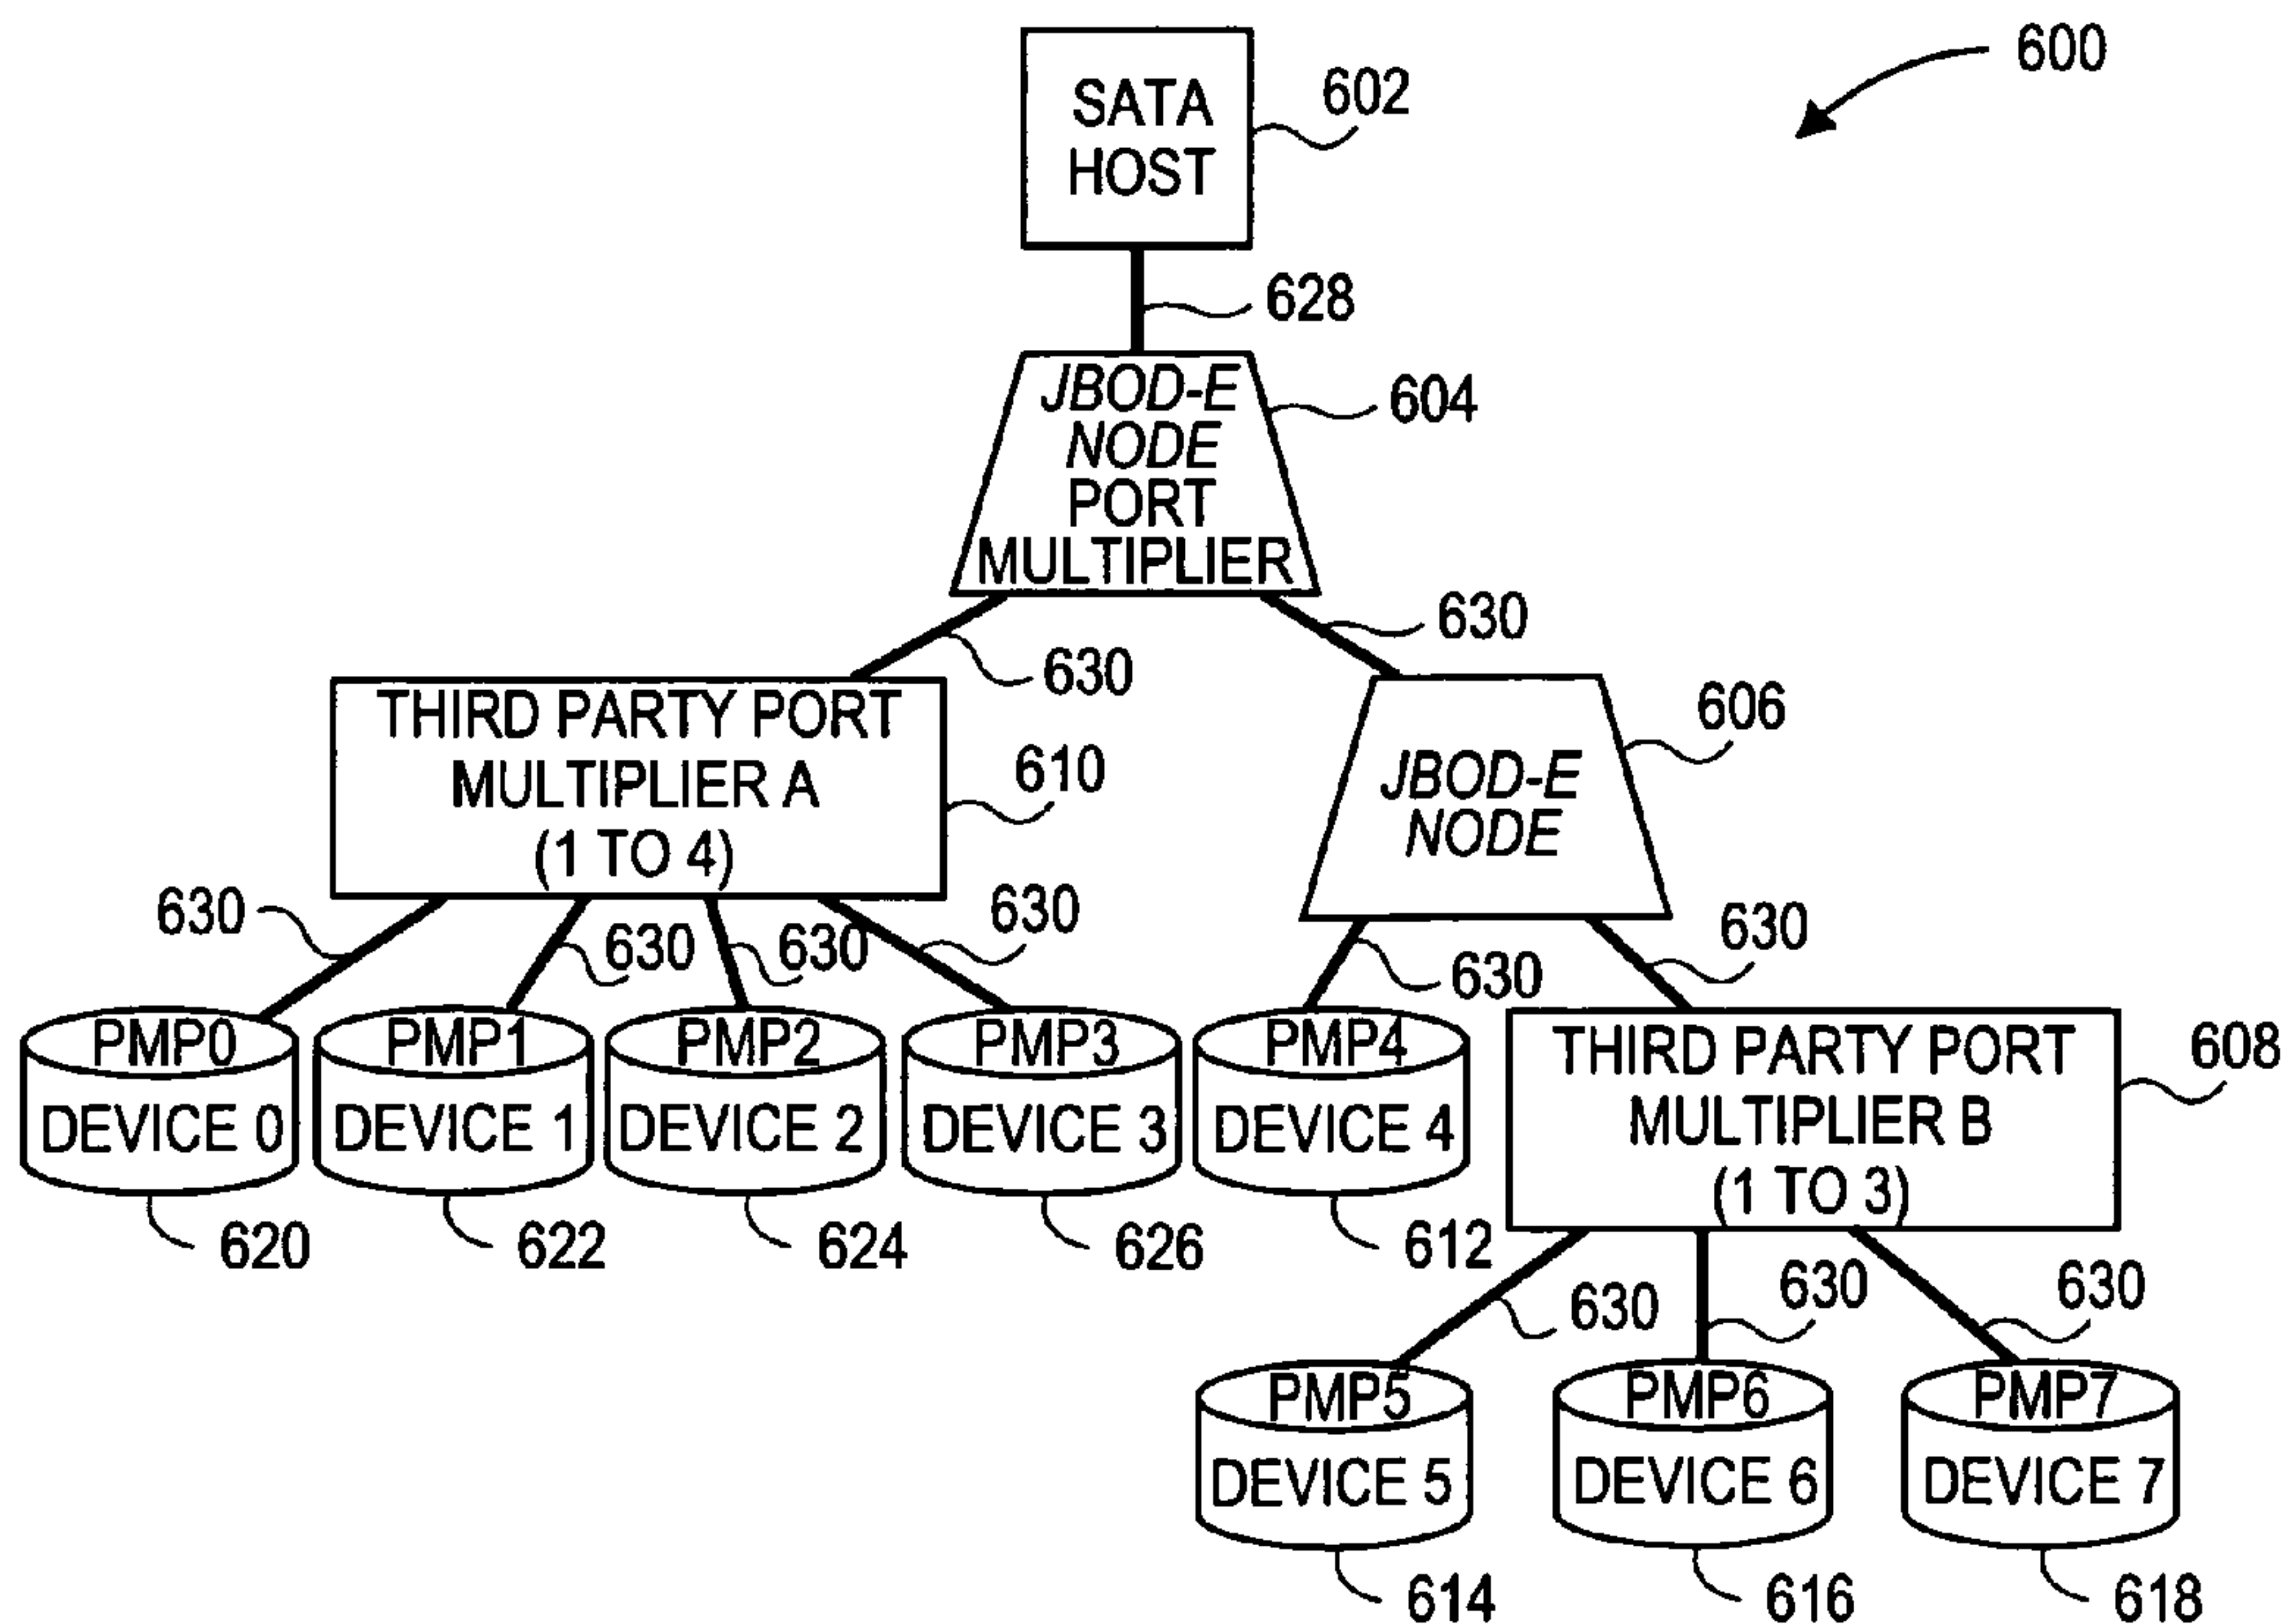 600
SATA
HOST
602
628
JBOD-E
NODE
PORT
MULTIPLIER
604
630
630
THIRD PARTY PORT
MULTIPLIER A
(1 TO 4)
610
JBOD-E
NODE
606
630
630
630
630
630
630
PMP0
DEVICE 0
620
PMP1
DEVICE 1
622
PMP2
DEVICE 2
624
PMP3
DEVICE 3
626
PMP4
DEVICE 4
612
THIRD PARTY PORT
MULTIPLIER B
(1 TO 3)
608
630
630
630
PMP5
DEVICE 5
614
PMP6
DEVICE 6
616
PMP7
DEVICE 7
618